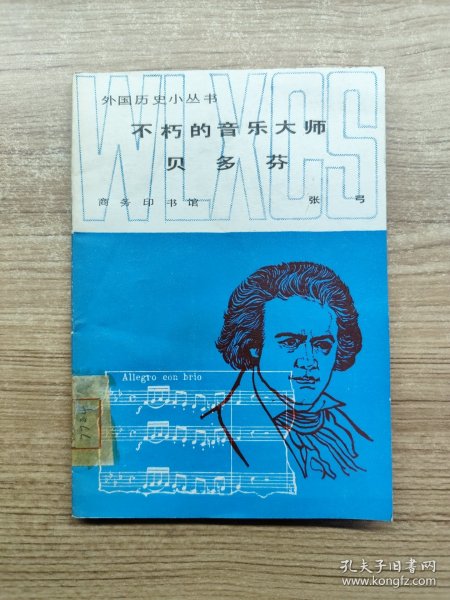 WLXCS
外国历史小丛书
不朽的音乐大师
贝多芬
商务印书馆 张弓
Allegro con brio
f
f
f
孔夫子旧书网
www.kongfz.com